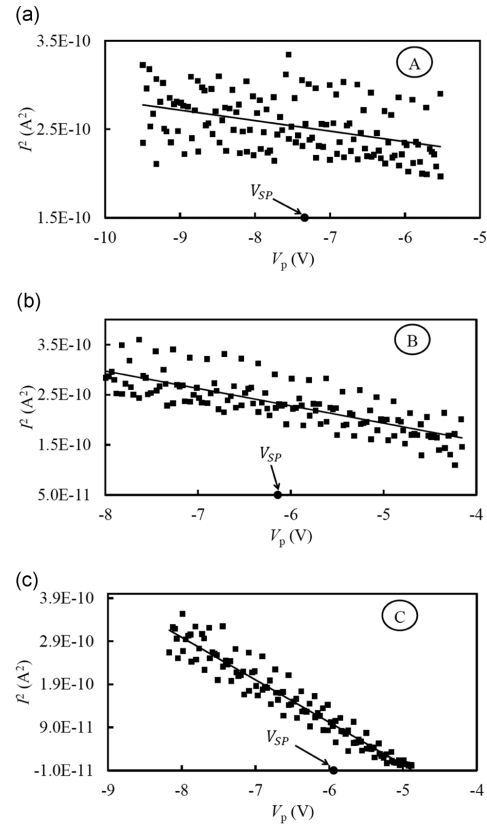 (a)
3.5E-10
A
2.5E-10
I² (A²)
V_SP
1.5E-10
-10 -9 -8 -7 -6 -5
V_p (V)
(b)
3.5E-10
B
2.5E-10
I² (A²)
1.5E-10
V_SP
5.0E-11
-8 -7 -6 -5 -4
V_p (V)
(c)
3.9E-10
C
2.9E-10
I² (A²)
1.9E-10
9.0E-11
V_SP
-1.0E-11
-9 -8 -7 -6 -5 -4
V_p (V)